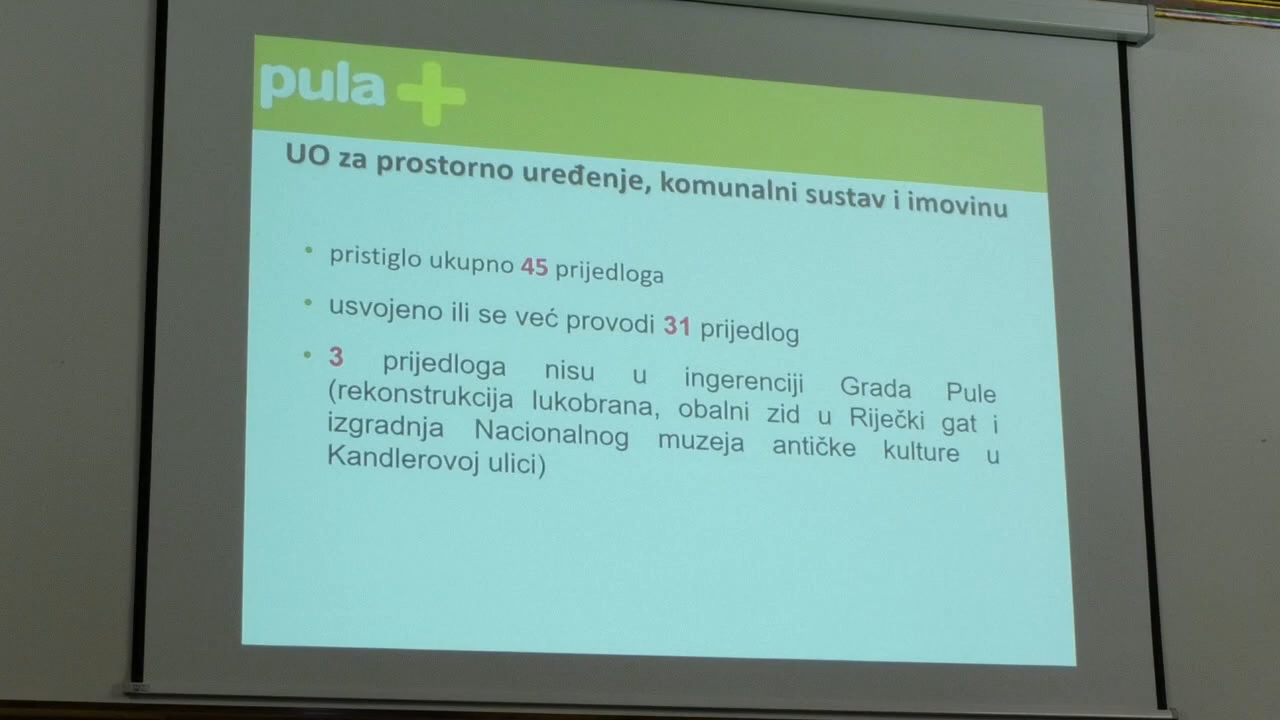 pula +
UO za prostorno uređenje, komunalni sustav i imovinu
• pristiglo ukupno 45 prijedloga
• usvojeno ili se već provodi 31 prijedlog
• 3 prijedloga nisu u ingerenciji Grada Pule
(rekonstrukcija lukobrana, obalni zid u Riječki gat i
izgradnja Nacionalnog muzeja antičke kulture u
Kandlerovoj ulici)